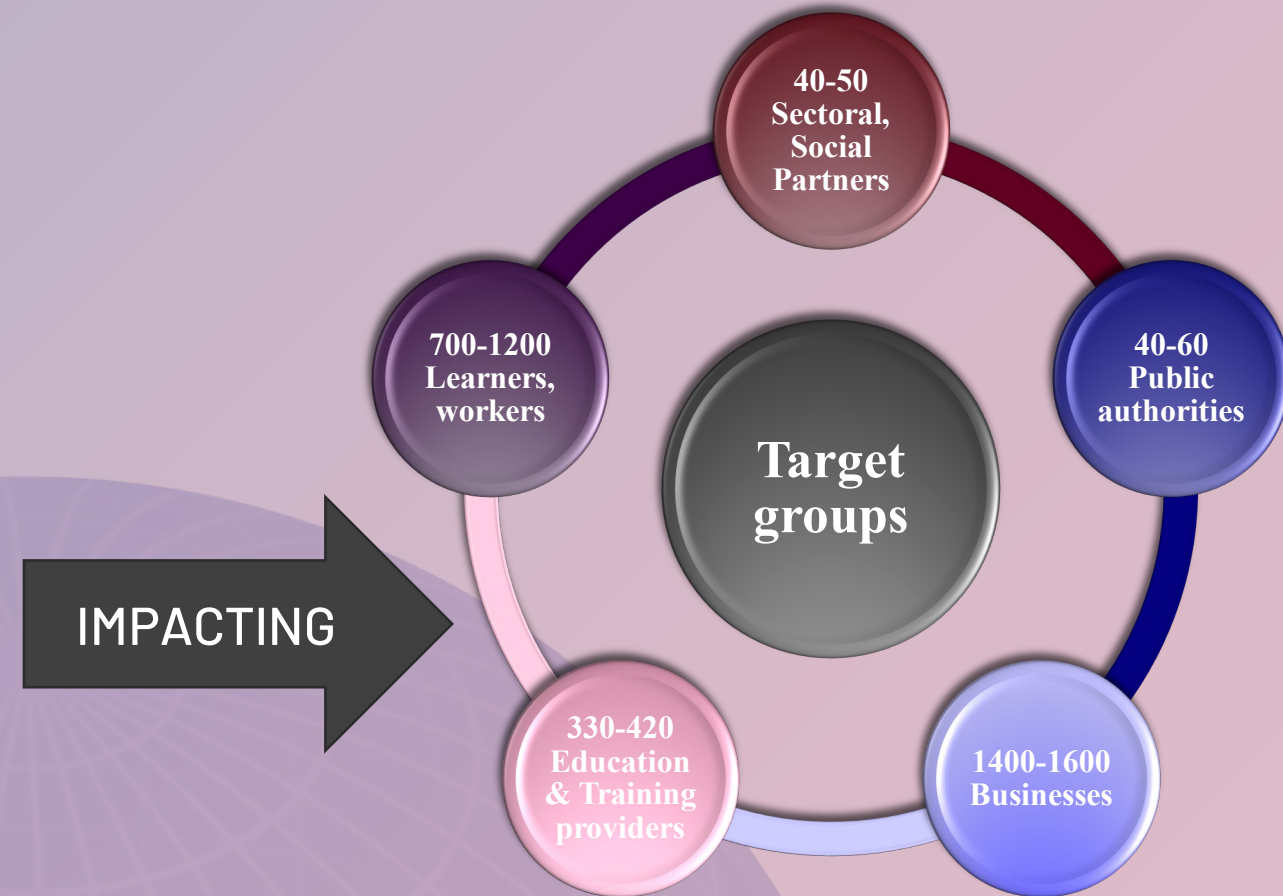 IMPACTING
Target
groups
40-50
Sectoral,
Social
Partners
40-60
Public
authorities
1400-1600
Businesses
330-420
Education
& Training
providers
700-1200
Learners,
workers